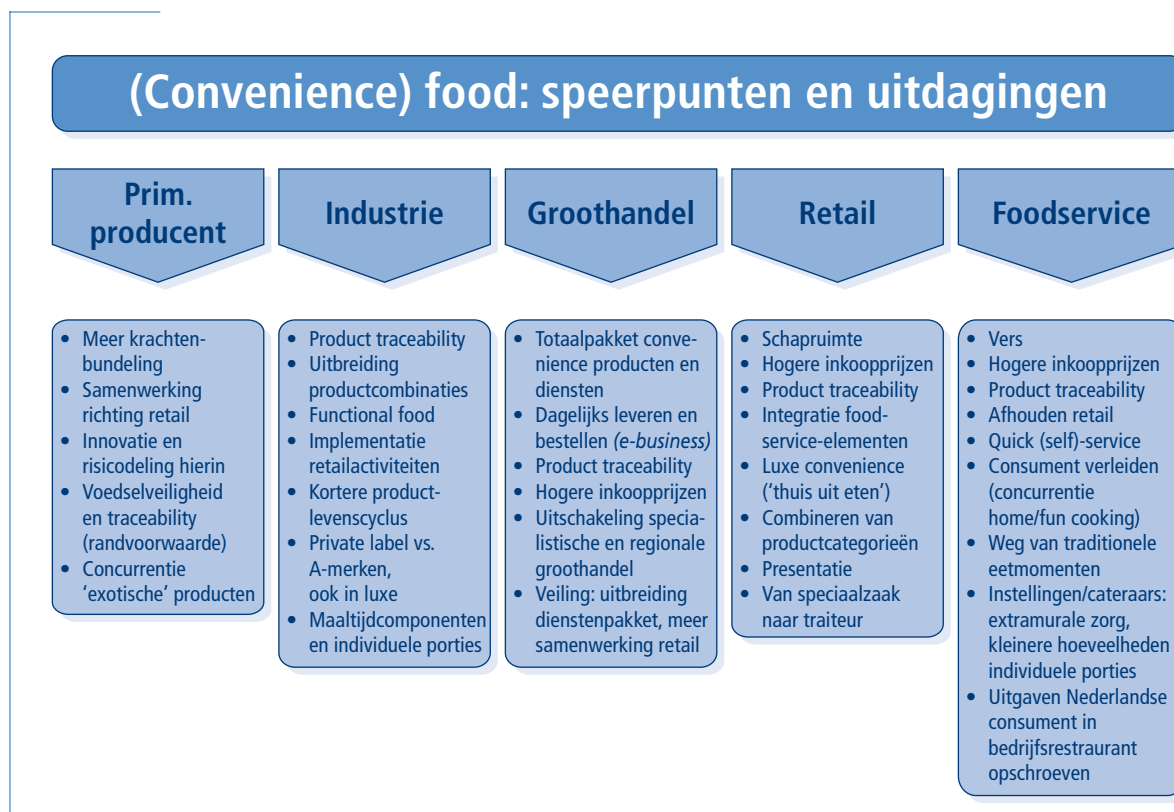 (Convenience) food: speerpunten en uitdagingen
Prim.
producent
Industrie
Groothandel
Retail
Foodservice
• Meer krachten-
bundeling
• Samenwerking
richting retail
• Innovatie en
risicodeling hierin
• Voedselveiligheid
en traceability
(randvoorwaarde)
• Concurrentie
'exotische' producten
• Product traceability
• Uitbreiding
productcombinaties
• Functional food
• Implementatie
retailactiviteiten
• Kortere product-
levenscyclus
• Private label vs.
A-merken,
ook in luxe
• Maaltijdcomponenten
en individuele porties
• Totaalpakket conve-
nience producten en
diensten
• Dagelijks leveren en
bestellen (e-business)
• Product traceability
• Hogere inkoopprijzen
• Uitschakeling specia-
listische en regionale
groothandel
• Veiling: uitbreiding
dienstenpakket, meer
samenwerking retail
• Schapruimte
• Hogere inkoopprijzen
• Product traceability
• Integratie food-
service-elementen
• Luxe convenience
('thuis uit eten')
• Combineren van
productcategorieën
• Presentatie
• Van speciaalzaak
naar traiteur
• Vers
• Hogere inkoopprijzen
• Product traceability
• Afhouden retail
• Quick (self)-service
• Consument verleiden
(concurrentie
home/fun cooking)
• Weg van traditionele
eetmomenten
• Instellingen/cateraars:
extramurale zorg,
kleinere hoeveelheden
individuele porties
• Uitgaven Nederlandse
consument in
bedrijfsrestraurant
opschroeven